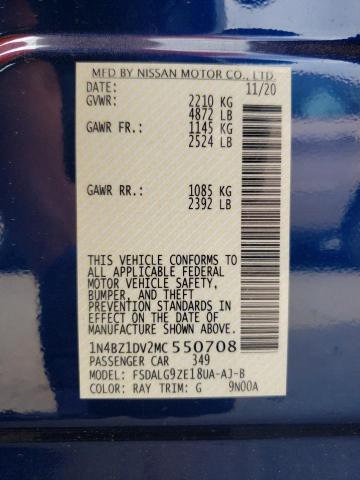 MFD BY NISSAN MOTOR CO., LTD.
DATE: 11/20
GVWR: 2210 KG
4872 LB
GAWR FR.: 1145 KG
2524 LB
GAWR RR.: 1085 KG
2392 LB
THIS VEHICLE CONFORMS TO
ALL APPLICABLE FEDERAL
MOTOR VEHICLE SAFETY,
BUMPER, AND THEFT
PREVENTION STANDARDS IN
EFFECT ON THE DATE OF
MANUFACTURE SHOWN ABOVE.
1N4BZ1DV2MC 550708
PASSENGER CAR 349
MODEL: FSDALG9ZE18UA-AJ-B
COLOR: RAY TRIM: G 9N00A